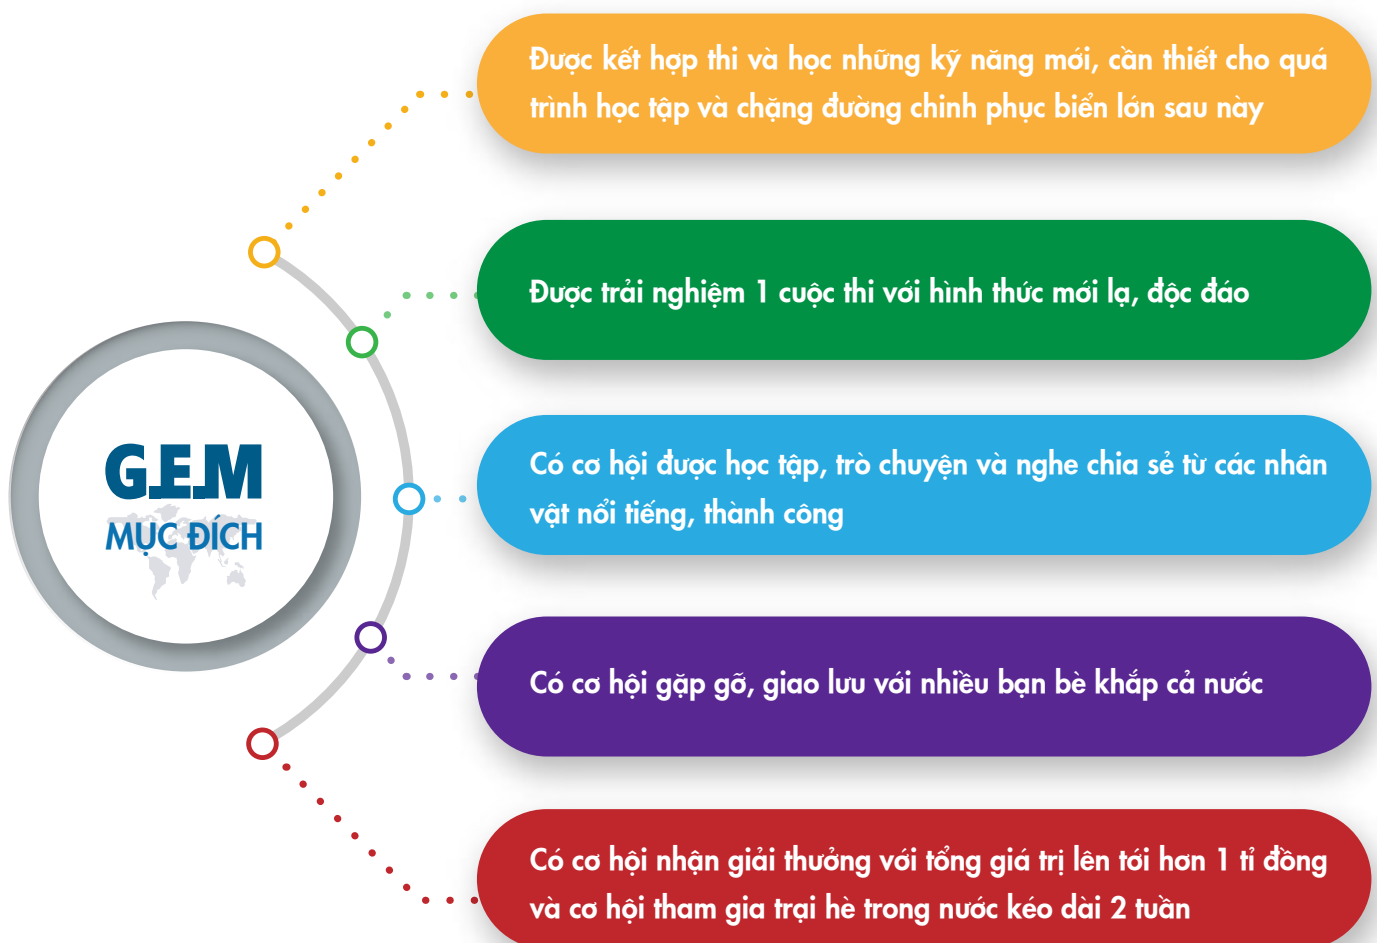 Được kết hợp thi và học những kỹ năng mới, cần thiết cho quá
trình học tập và chặng đường chinh phục biển lớn sau này
Được trải nghiệm 1 cuộc thi với hình thức mới lạ, độc đáo
G.E.M
MỤC ĐÍCH
Có cơ hội được học tập, trò chuyện và nghe chia sẻ từ các nhân
vật nổi tiếng, thành công
Có cơ hội gặp gỡ, giao lưu với nhiều bạn bè khắp cả nước
Có cơ hội nhận giải thưởng với tổng giá trị lên tới hơn 1 tỉ đồng
và cơ hội tham gia trại hè trong nước kéo dài 2 tuần